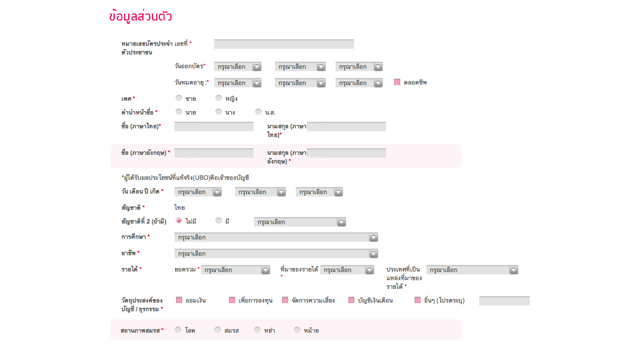 ข้อมูลส่วนตัว
หมายเลขบัตรประจำตัวประชาชน เลขที่ *
วันออกบัตร* กรุณาเลือก กรุณาเลือก กรุณาเลือก
วันหมดอายุ :* กรุณาเลือก กรุณาเลือก กรุณาเลือก ตลอดชีพ
เพศ * ชาย หญิง
คำนำหน้าชื่อ * นาย นาง น.ส.
ชื่อ (ภาษาไทย)* นามสกุล (ภาษาไทย)*
ชื่อ (ภาษาอังกฤษ) * นามสกุล (ภาษาอังกฤษ) *
*ผู้ได้รับผลประโยชน์ที่แท้จริง(UBO)คือเจ้าของบัญชี
วัน เดือน ปี เกิด * กรุณาเลือก กรุณาเลือก กรุณาเลือก
สัญชาติ * ไทย
สัญชาติที่ 2 (ถ้ามี) ไม่มี มี กรุณาเลือก
การศึกษา * กรุณาเลือก
อาชีพ * กรุณาเลือก
รายได้ * ยอดรวม * กรุณาเลือก ที่มาของรายได้ * กรุณาเลือก ประเทศที่เป็นแหล่งที่มาของรายได้ * กรุณาเลือก
วัตถุประสงค์ของบัญชี / ธุรกรรม * ออมเงิน เพื่อการลงทุน จัดการความเสี่ยง บัญชีเงินเดือน อื่นๆ (โปรดระบุ)
สถานภาพสมรส * โสด สมรส หย่า หม้าย